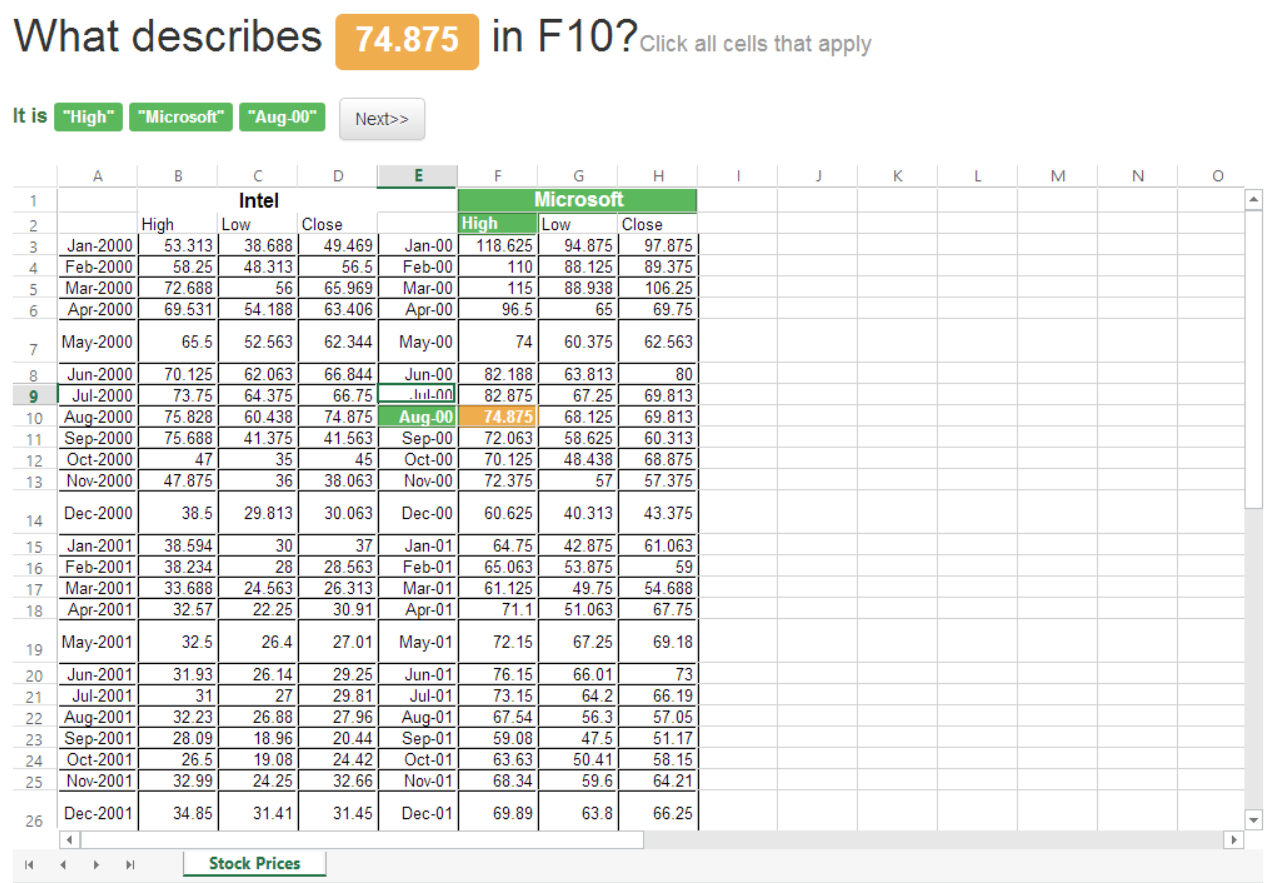 What describes 74.875 in F10? Click all cells that apply
It is "High" "Microsoft" "Aug-00" Next>>
A B C D E F G H I J K L M N O
1 Intel Microsoft
2 High Low Close High Low Close
3 Jan-2000 53.313 38.688 49.469 Jan-00 118.625 94.875 97.875
4 Feb-2000 58.25 48.313 56.5 Feb-00 110 88.125 89.375
5 Mar-2000 72.688 56 65.969 Mar-00 115 88.938 106.25
6 Apr-2000 69.531 54.188 63.406 Apr-00 96.5 65 69.75
7 May-2000 65.5 52.563 62.344 May-00 74 60.375 62.563
8 Jun-2000 70.125 62.063 66.844 Jun-00 82.188 63.813 80
9 Jul-2000 73.75 64.375 66.75 Jul-00 82.875 67.25 69.813
10 Aug-2000 75.828 60.438 74.875 Aug-00 74.875 68.125 69.813
11 Sep-2000 75.688 41.375 41.563 Sep-00 72.063 58.625 60.313
12 Oct-2000 47 35 45 Oct-00 70.125 48.438 68.875
13 Nov-2000 47.875 36 38.063 Nov-00 72.375 57 57.375
14 Dec-2000 38.5 29.813 30.063 Dec-00 60.625 40.313 43.375
15 Jan-2001 38.594 30 37 Jan-01 64.75 42.875 61.063
16 Feb-2001 38.234 28 28.563 Feb-01 65.063 53.875 59
17 Mar-2001 33.688 24.563 26.313 Mar-01 61.125 49.75 54.688
18 Apr-2001 32.57 22.25 30.91 Apr-01 71.1 51.063 67.75
19 May-2001 32.5 26.4 27.01 May-01 72.15 67.25 69.18
20 Jun-2001 31.93 26.14 29.25 Jun-01 76.15 66.01 73
21 Jul-2001 31 27 29.81 Jul-01 73.15 64.2 66.19
22 Aug-2001 32.23 26.88 27.96 Aug-01 67.54 56.3 57.05
23 Sep-2001 28.09 18.96 20.44 Sep-01 59.08 47.5 51.17
24 Oct-2001 26.5 19.08 24.42 Oct-01 63.63 50.41 58.15
25 Nov-2001 32.99 24.25 32.66 Nov-01 68.34 59.6 64.21
26 Dec-2001 34.85 31.41 31.45 Dec-01 69.89 63.8 66.25
Stock Prices